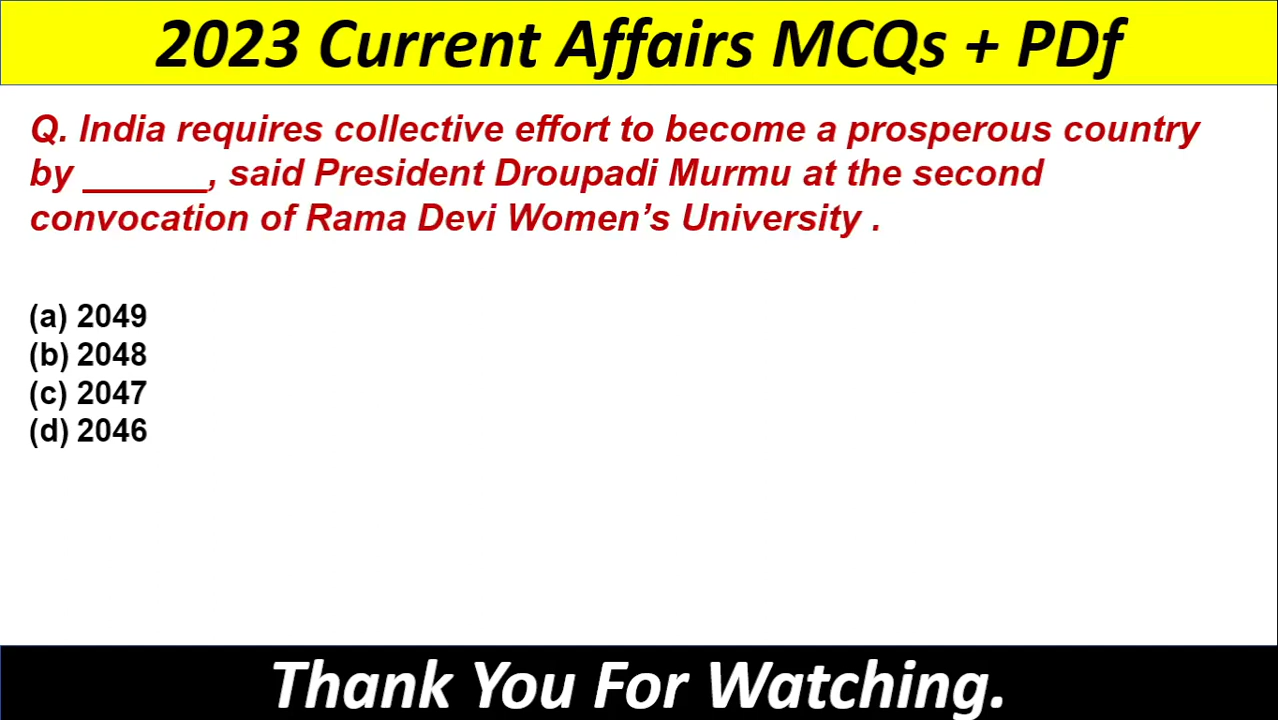 2023 Current Affairs MCQs + PDf
Q. India requires collective effort to become a prosperous country
by ______, said President Droupadi Murmu at the second
convocation of Rama Devi Women’s University .
(a) 2049
(b) 2048
(c) 2047
(d) 2046
Thank You For Watching.